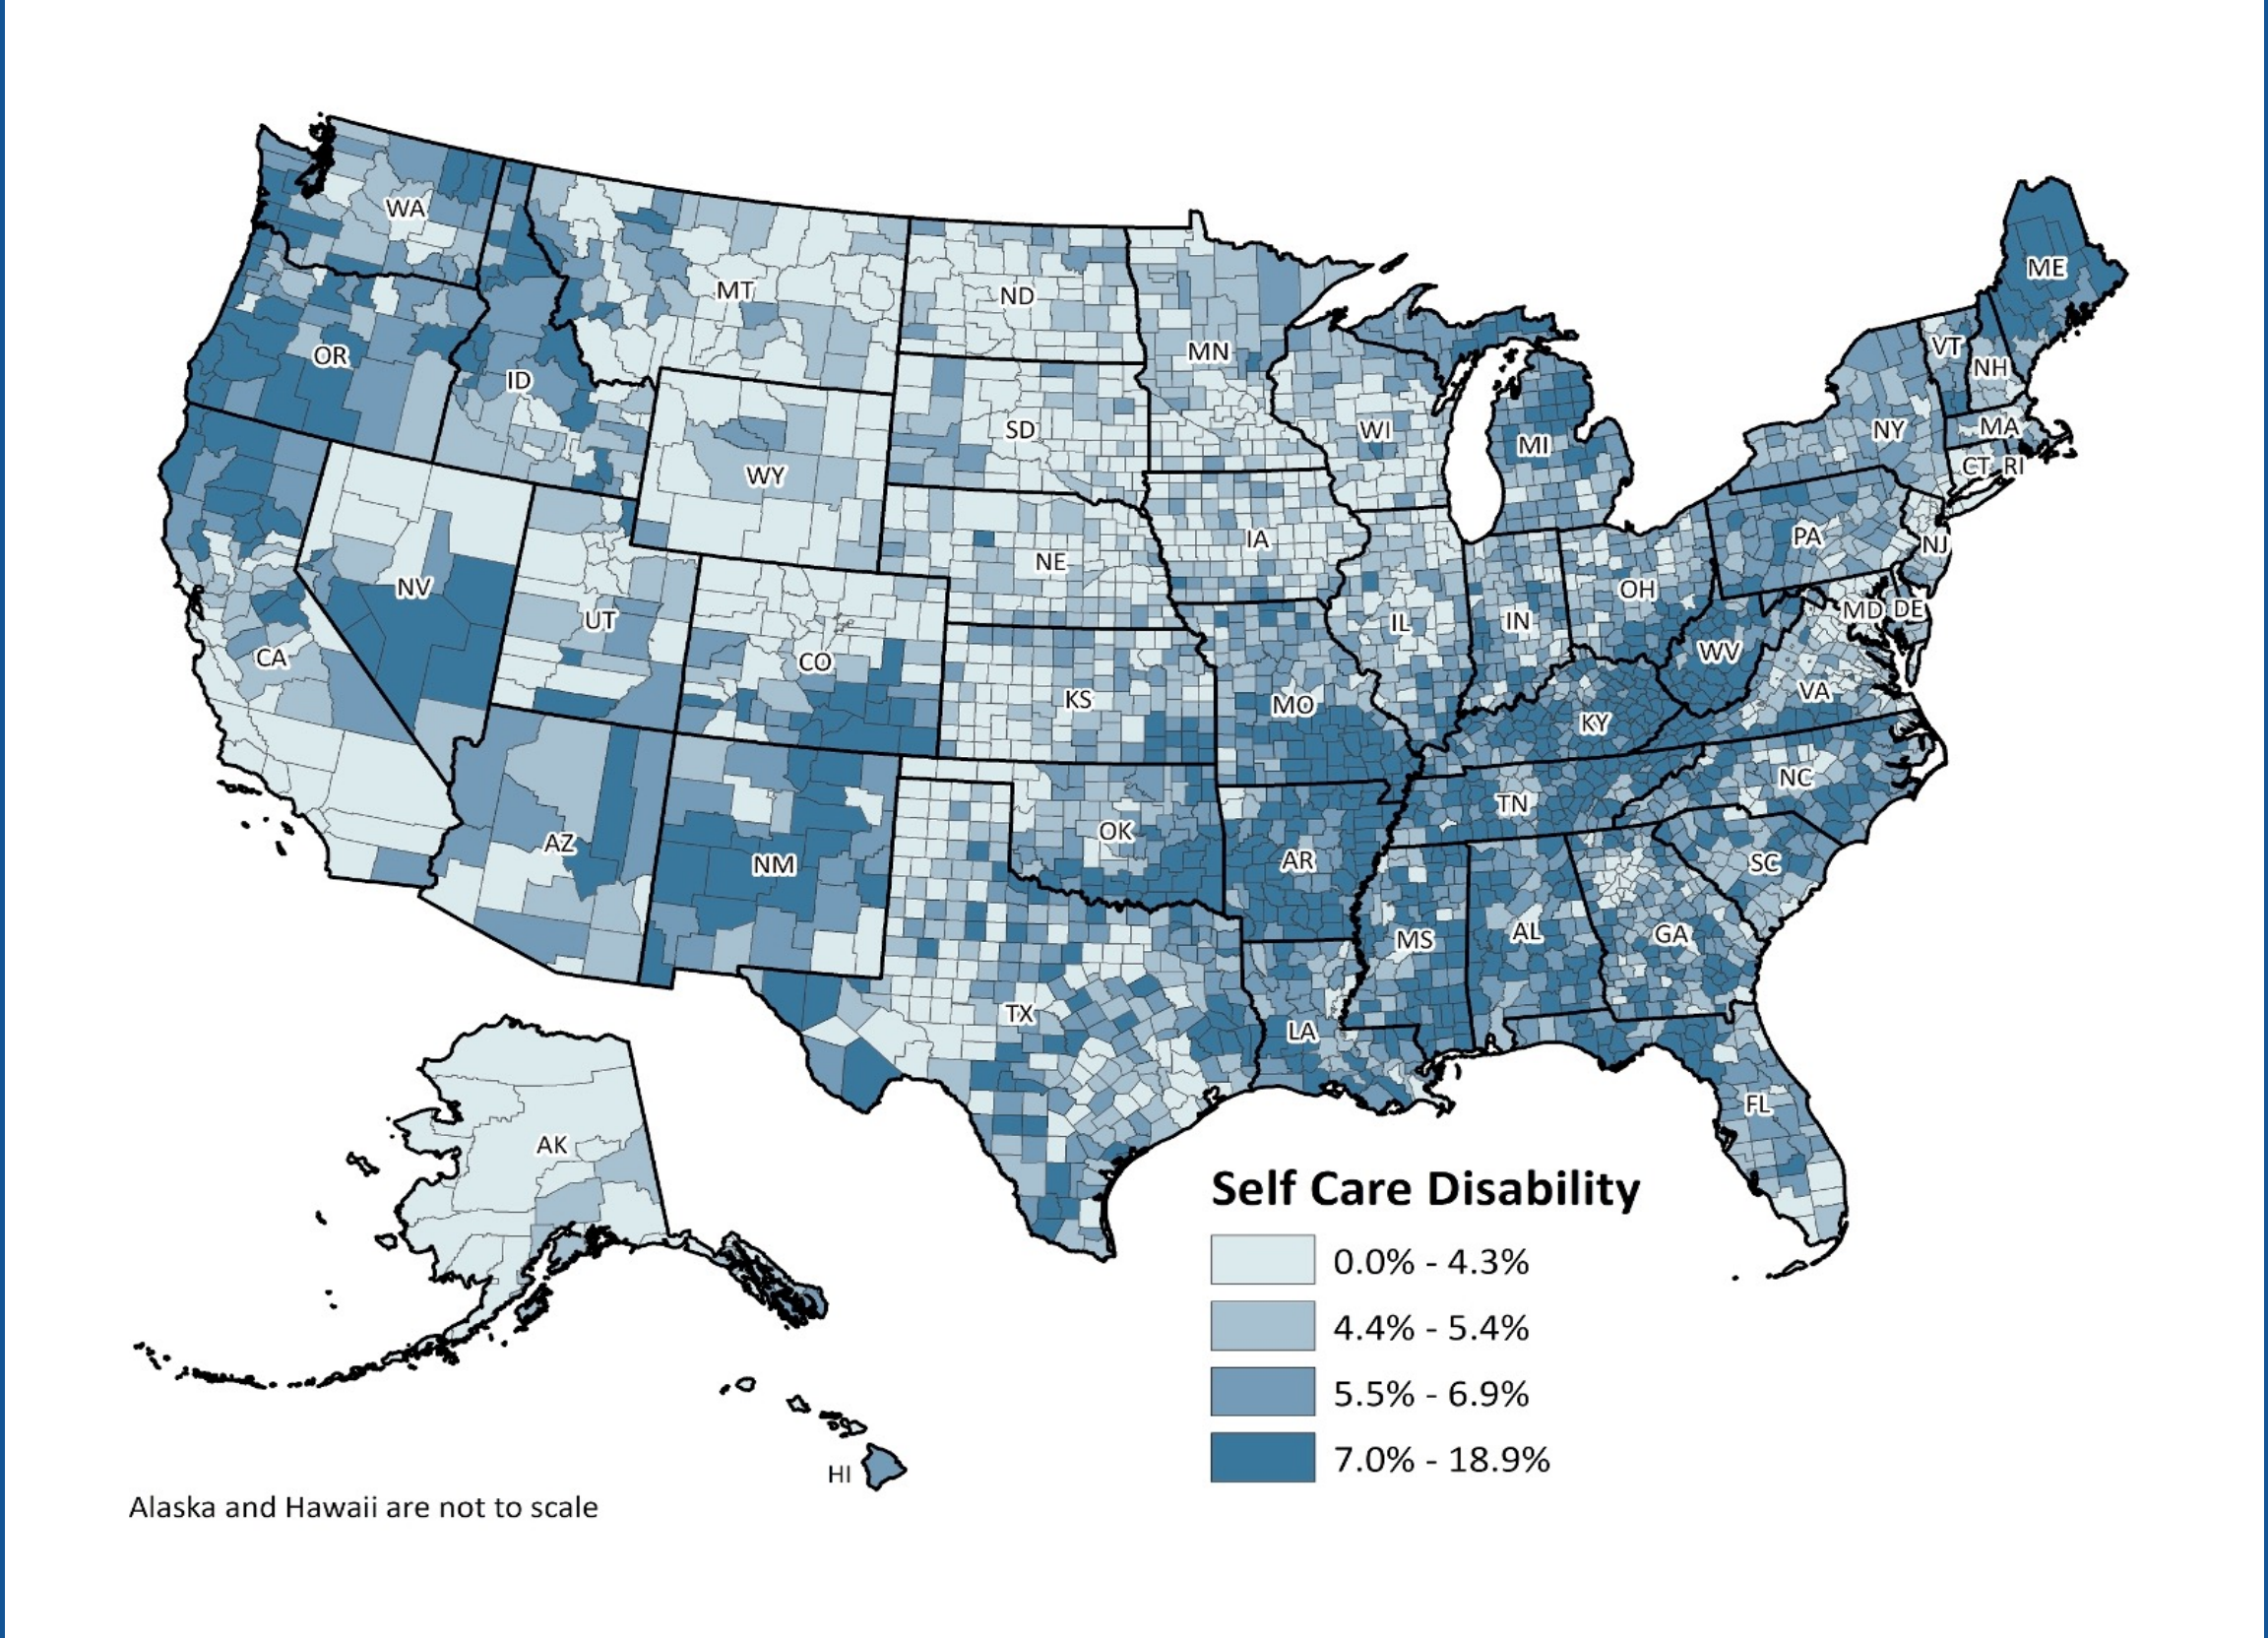 WA
ME
MT
ND
VT
MN
OR
NH
ID
SD
WI
NY
MA
MI
WY
CT
RI
IA
PA
NJ
NE
NV
OH
MD
DE
UT
IL
IN
WV
CA
CO
VA
KS
MO
KY
NC
TN
OK
AZ
AR
NM
SC
MS
AL
GA
TX
LA
FL
AK
HI
Self Care Disability
0.0% - 4.3%
4.4% - 5.4%
5.5% - 6.9%
7.0% - 18.9%
Alaska and Hawaii are not to scale